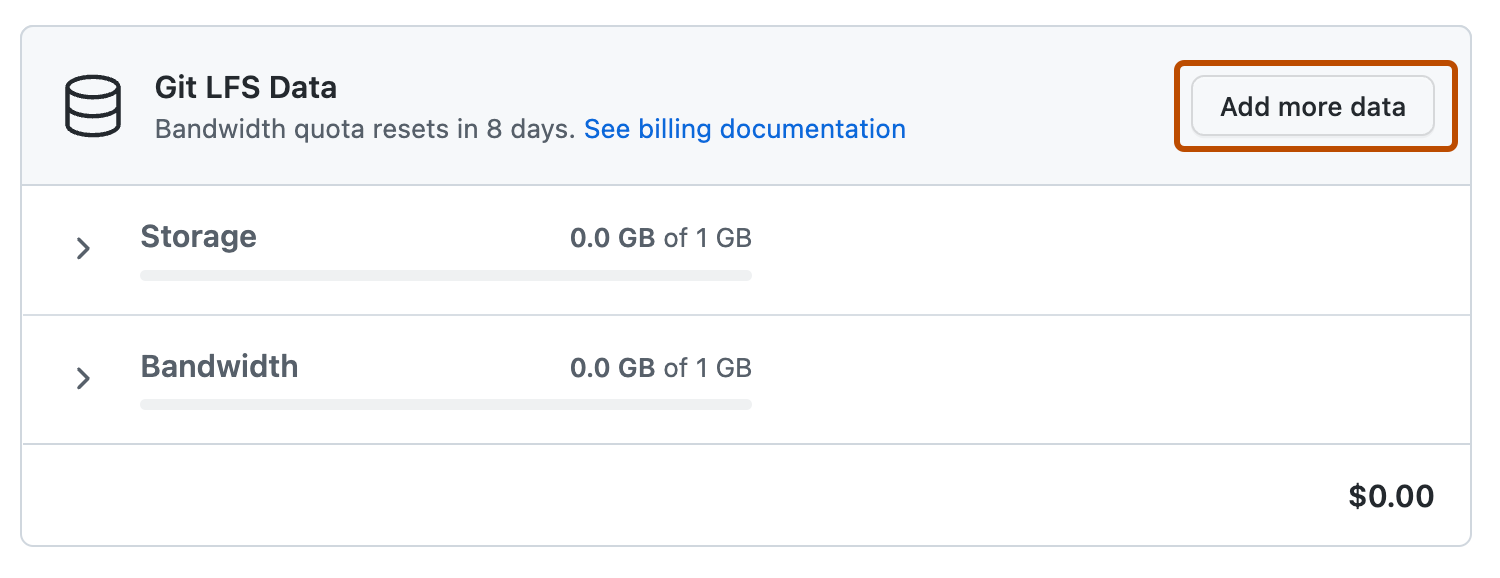 Git LFS Data
Bandwidth quota resets in 8 days. See billing documentation
Add more data
Storage 0.0 GB of 1 GB
Bandwidth 0.0 GB of 1 GB
$0.00